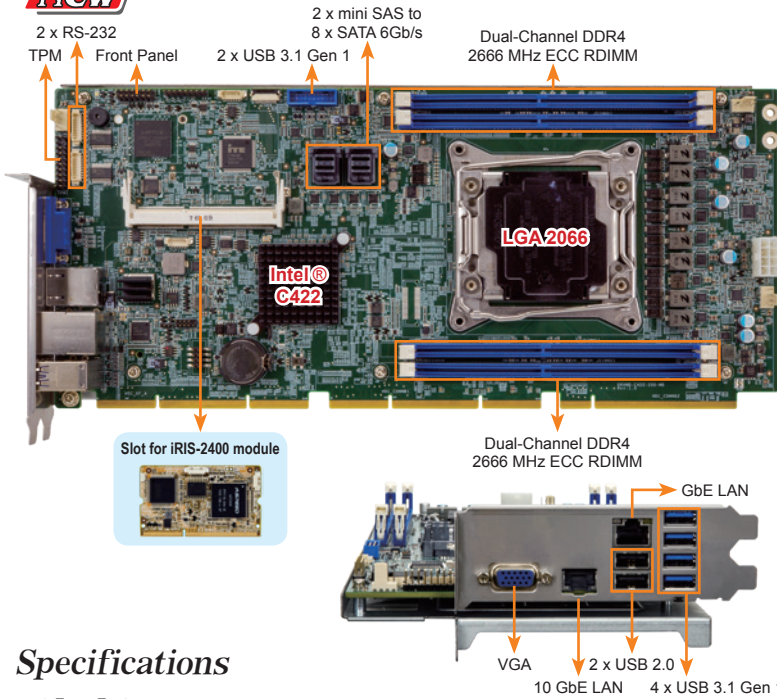 2 x mini SAS to
8 x SATA 6Gb/s
2 x RS-232
TPM
Front Panel
2 x USB 3.1 Gen 1
Dual-Channel DDR4
2666 MHz ECC RDIMM
LGA 2066
Intel®
C422
Slot for iRIS-2400 module
Dual-Channel DDR4
2666 MHz ECC RDIMM
GbE LAN
VGA
2 x USB 2.0
10 GbE LAN
4 x USB 3.1 Gen
Specifications